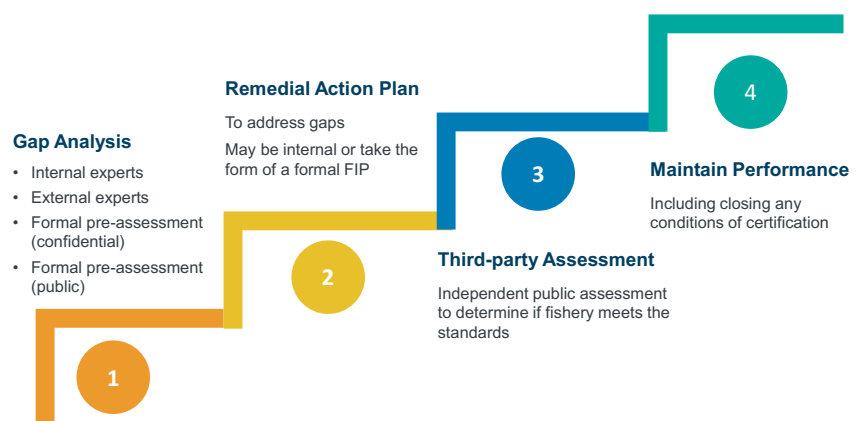 Gap Analysis
• Internal experts
• External experts
• Formal pre-assessment
(confidential)
• Formal pre-assessment
(public)
1
Remedial Action Plan
To address gaps
May be internal or take the
form of a formal FIP
2
3
Third-party Assessment
Independent public assessment
to determine if fishery meets the
standards
4
Maintain Performance
Including closing any
conditions of certification